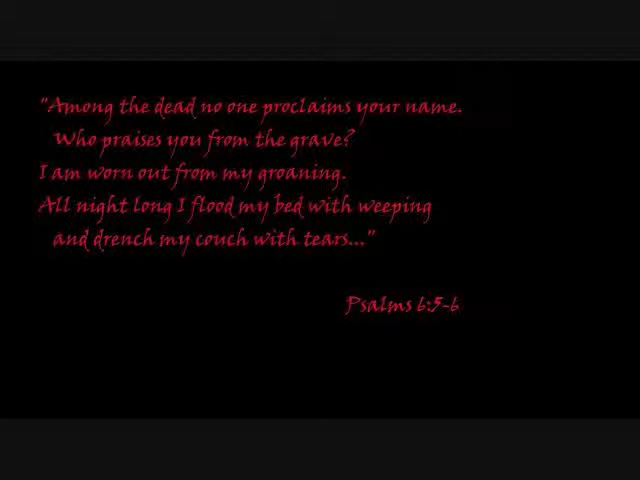 "Among the dead no one proclaims your name.
Who praises you from the grave?
I am worn out from my groaning.
All night long I flood my bed with weeping
and drench my couch with tears..."
Psalms 6:5-6